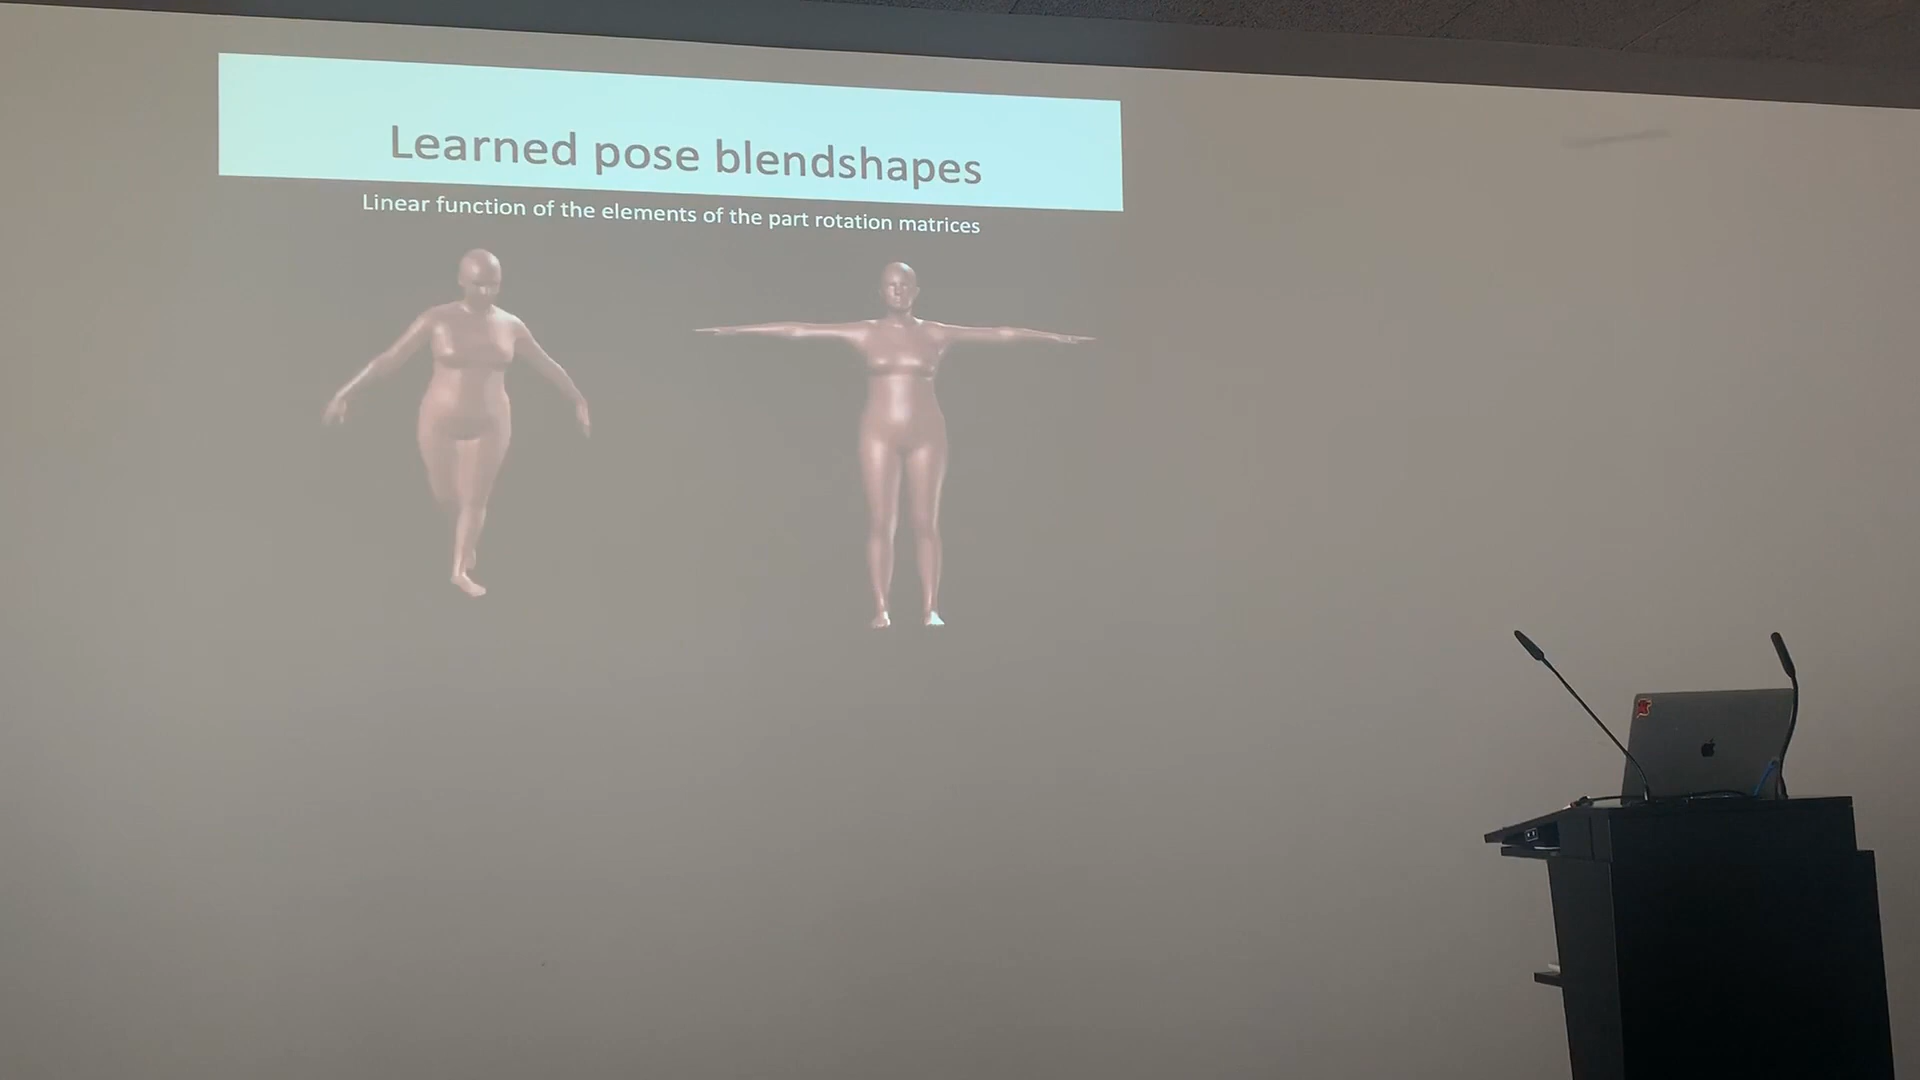 Learned pose blendshapes
Linear function of the elements of the part rotation matrices